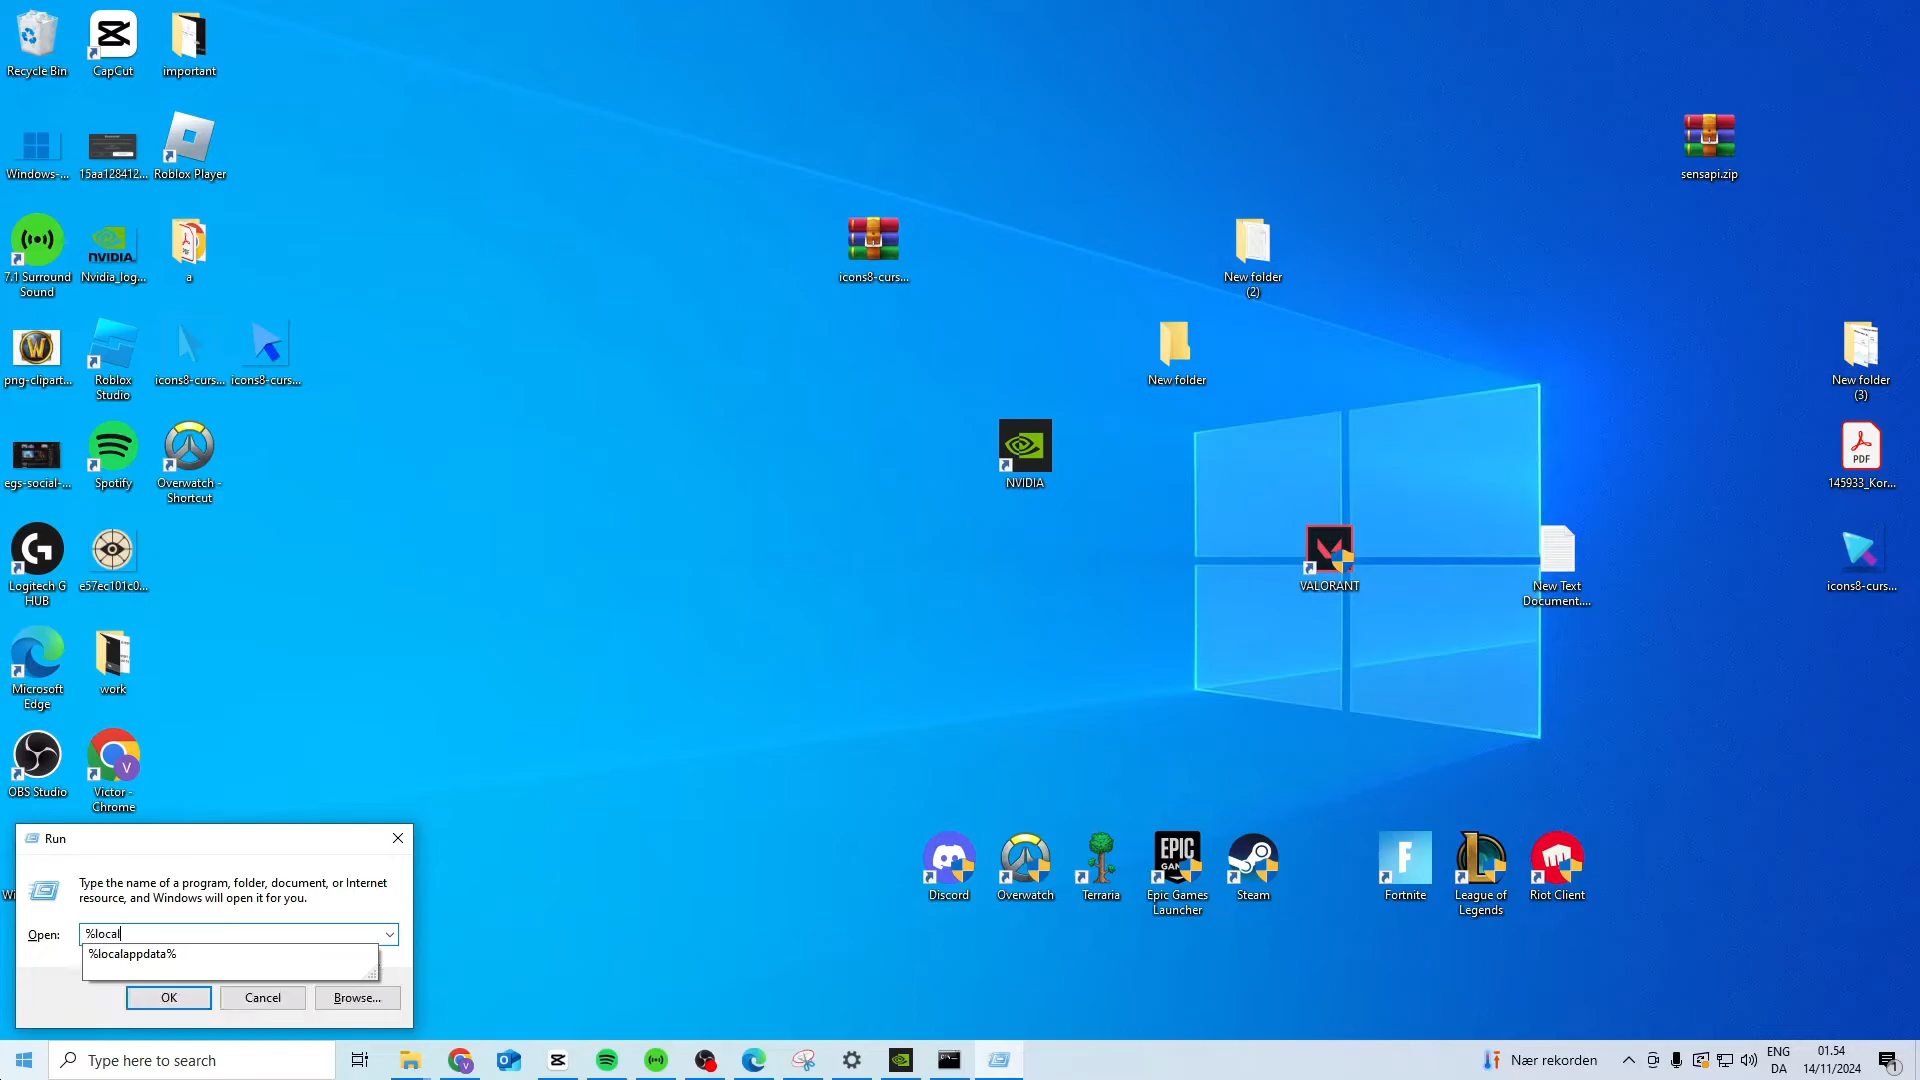 Recycle Bin
CapCut
important
Windows-...
15aa128412...
Roblox Player
sensapi.zip
7.1 Surround
Sound
Nvidia_log...
a
icons8-curs...
New folder
(2)
png-clipart...
Roblox
Studio
icons8-curs...
icons8-curs...
New folder
New folder
(3)
egs-social-...
Spotify
Overwatch -
Shortcut
NVIDIA
PDF
145933_Kor...
Logitech G
HUB
e57ec101c0...
VALORANT
New Text
Document....
icons8-curs...
Microsoft
Edge
work
OBS Studio
Victor -
Chrome
Run
Type the name of a program, folder, document, or Internet
resource, and Windows will open it for you.
Open:
%local
%localappdata%
OK
Cancel
Browse...
Discord
Overwatch
Terraria
EPIC
Epic Games
Launcher
Steam
Fortnite
League of
Legends
Riot Client
Type here to search
Nær rekorden
ENG
DA
01.54
14/11/2024